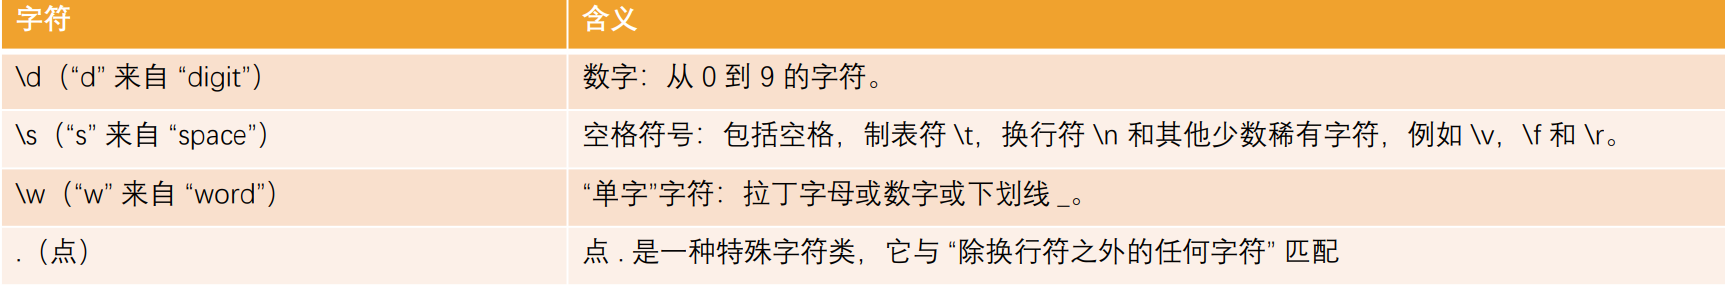 字符 含义
\d（“d” 来自 “digit”） 数字：从 0 到 9 的字符。
\s（“s” 来自 “space”） 空格符号：包括空格，制表符 \t，换行符 \n 和其他少数稀有字符，例如 \v，\f 和 \r。
\w（“w” 来自 “word”） “单字”字符：拉丁字母或数字或下划线 _。
.（点） 点 . 是一种特殊字符类，它与 “除换行符之外的任何字符” 匹配